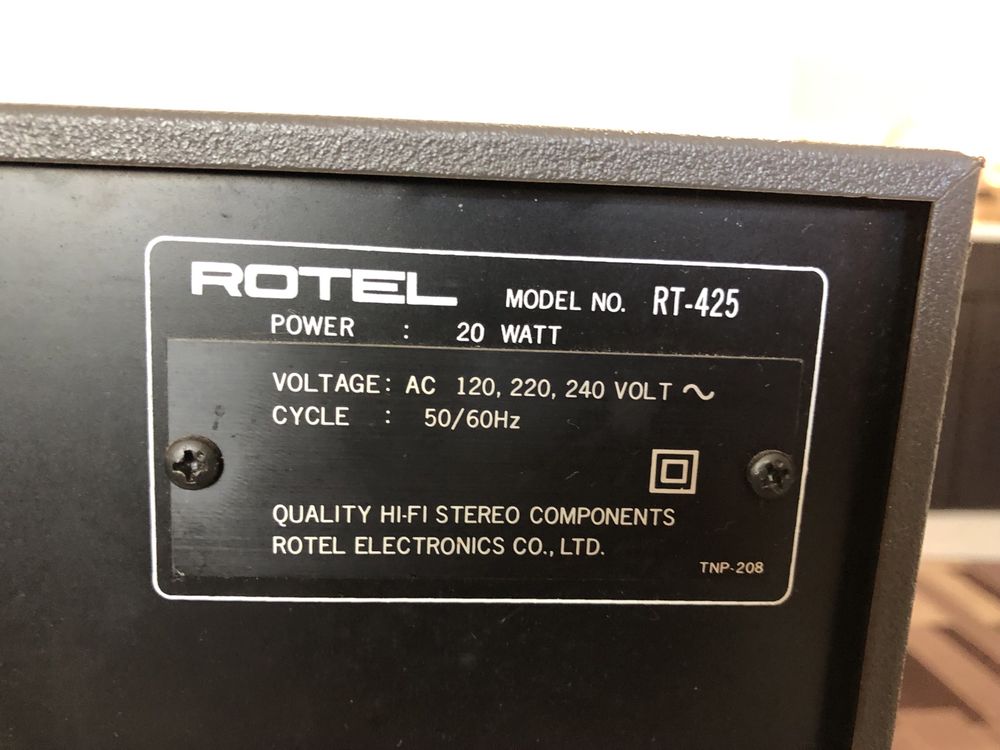 ROTEL MODEL NO. RT-425
POWER : 20 WATT
VOLTAGE: AC 120, 220, 240 VOLT ~
CYCLE : 50/60Hz
QUALITY HI-FI STEREO COMPONENTS
ROTEL ELECTRONICS CO., LTD.
TNP-208